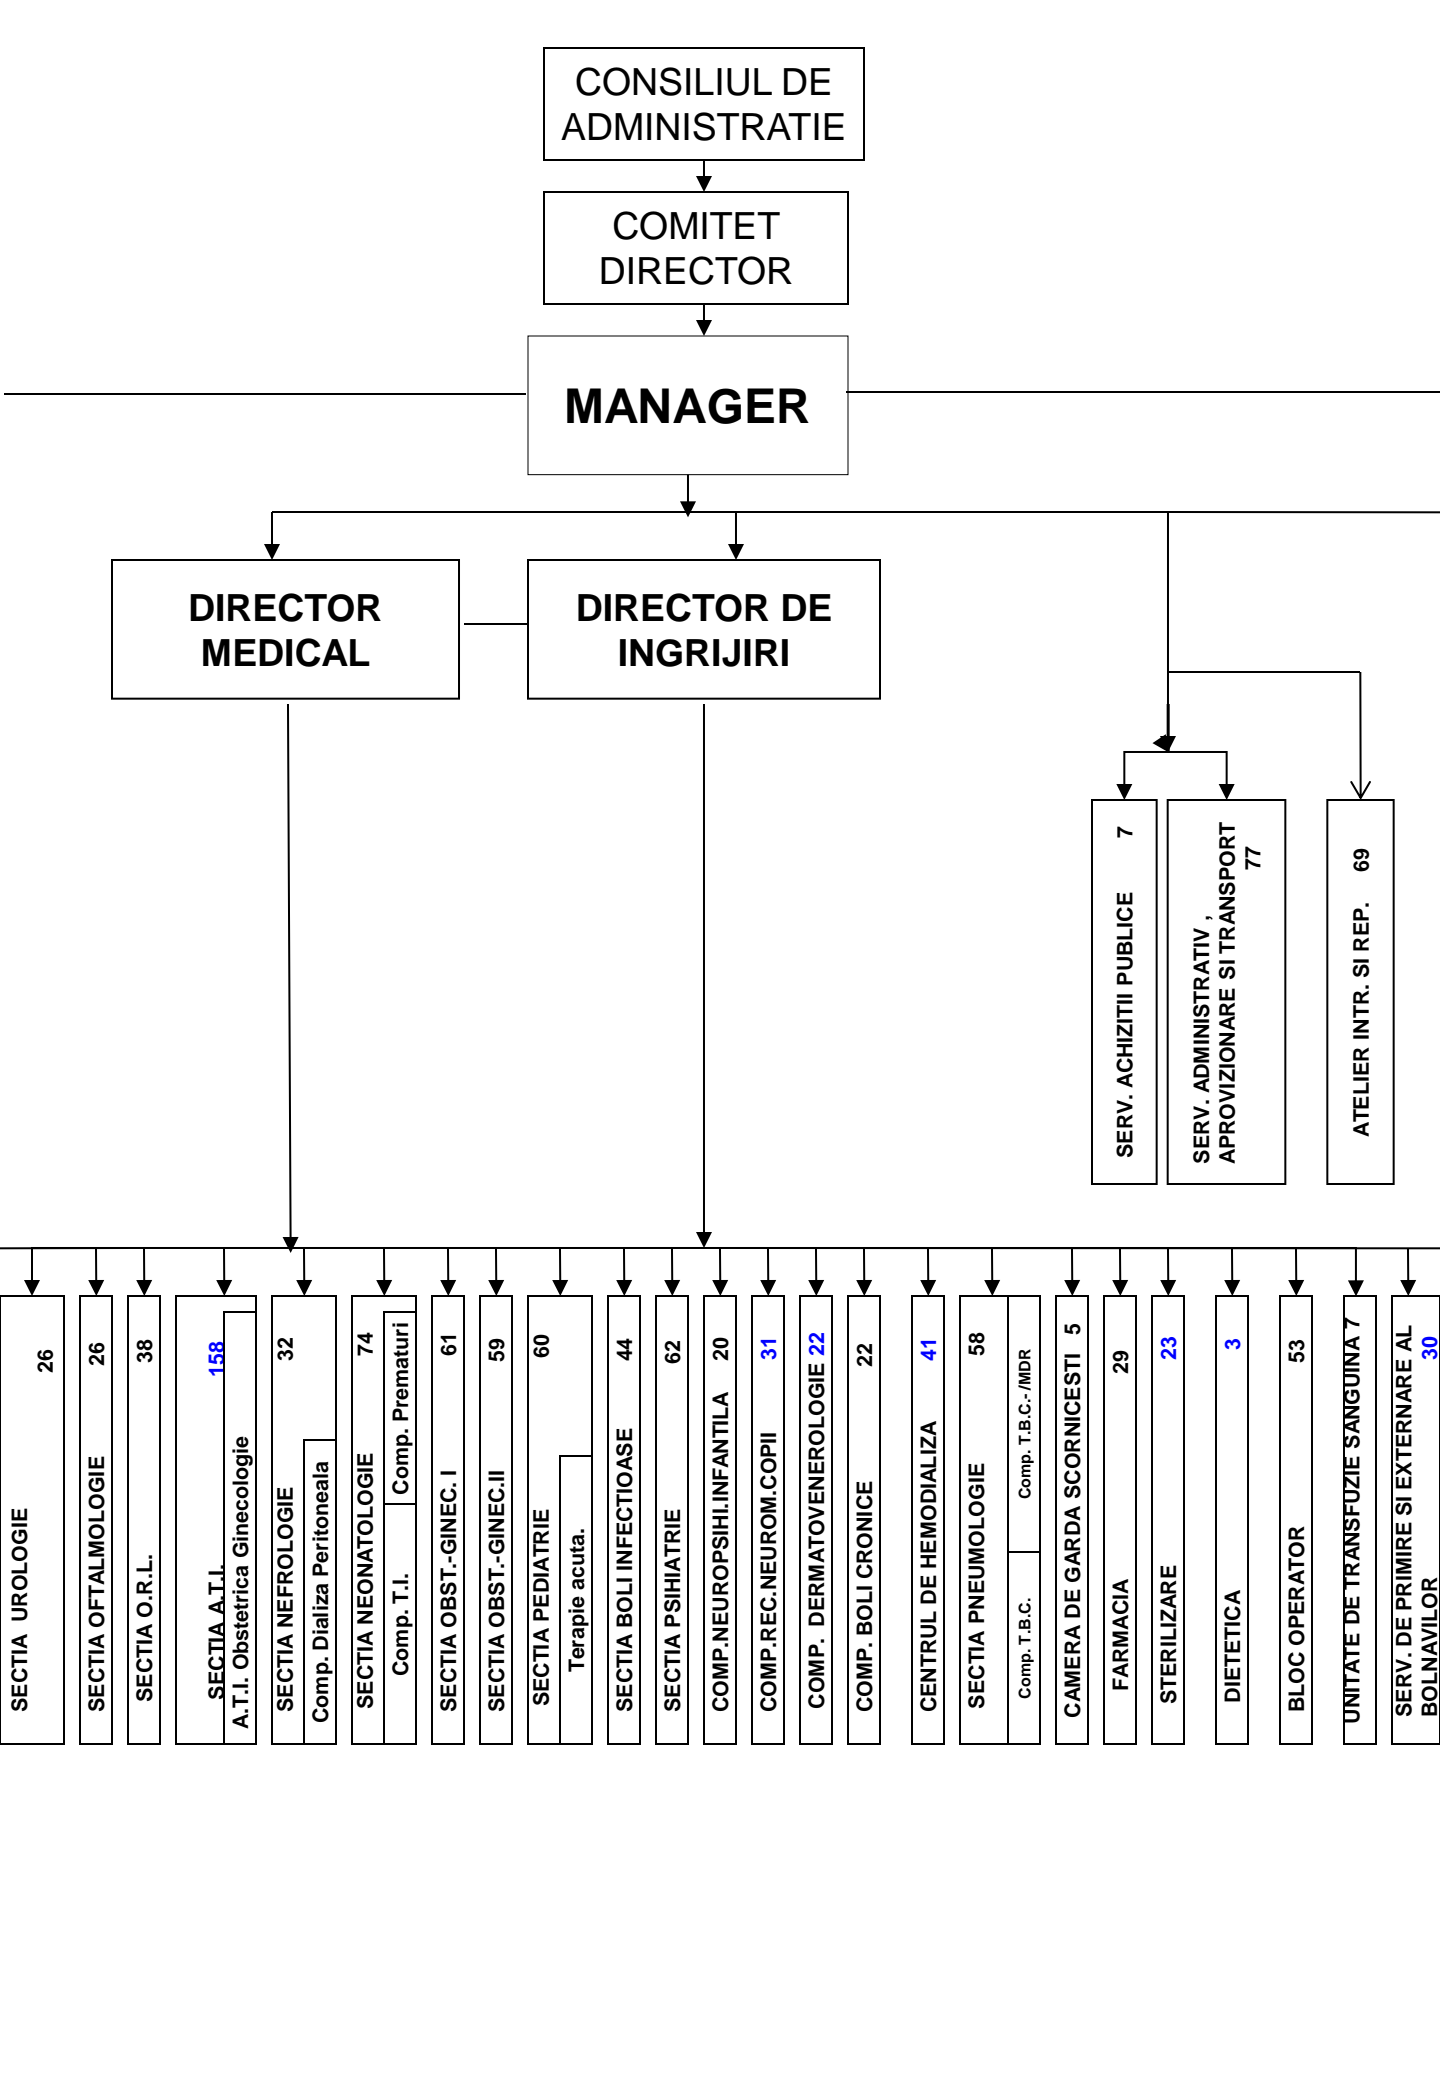 CONSILIUL DE
ADMINISTRATIE
COMITET
DIRECTOR
MANAGER
DIRECTOR
MEDICAL
DIRECTOR DE
INGRIJIRI
SERV. ACHIZITII PUBLICE 7
SERV. ADMINISTRATIV ,
APROVIZIONARE SI TRANSPORT
77
ATELIER INTR. SI REP. 69
SECTIA UROLOGIE
26
SECTIA OFTALMOLOGIE 26
SECTIA O.R.L. 38
SECTIA A.T.I. 158
A.T.I. Obstetrica Ginecologie
SECTIA NEFROLOGIE 32
Comp. Dializa Peritoneala
SECTIA NEONATOLOGIE 74
Comp. T.I.
Comp. Prematuri
SECTIA OBST.-GINEC. I 61
SECTIA OBST.-GINEC.II 59
SECTIA PEDIATRIE 60
Terapie acuta.
SECTIA BOLI INFECTIOASE 44
SECTIA PSIHIATRIE 62
COMP.NEUROPSIHI.INFANTILA 20
COMP.REC.NEUROM.COPII 31
COMP. DERMATOVENEROLOGIE 22
COMP. BOLI CRONICE 22
CENTRUL DE HEMODIALIZA 41
SECTIA PNEUMOLOGIE 58
Comp. T.B.C.
Comp. T.B.C.- /MDR
CAMERA DE GARDA SCORNICESTI 5
FARMACIA 29
STERILIZARE 23
DIETETICA 3
BLOC OPERATOR 53
UNITATE DE TRANSFUZIE SANGUINA 7
SERV. DE PRIMIRE SI EXTERNARE AL
BOLNAVILOR 30